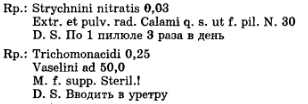 Rp.: Strychnini nitratis 0,03
Extr. et pulv. rad. Calami q. s. ut f. pil. N. 30
D. S. По 1 пилюле 3 раза в день
Rp.: Trichomonacidi 0,25
Vaselini ad 50,0
M. f. supp. Steril.!
D. S. Вводить в уретру